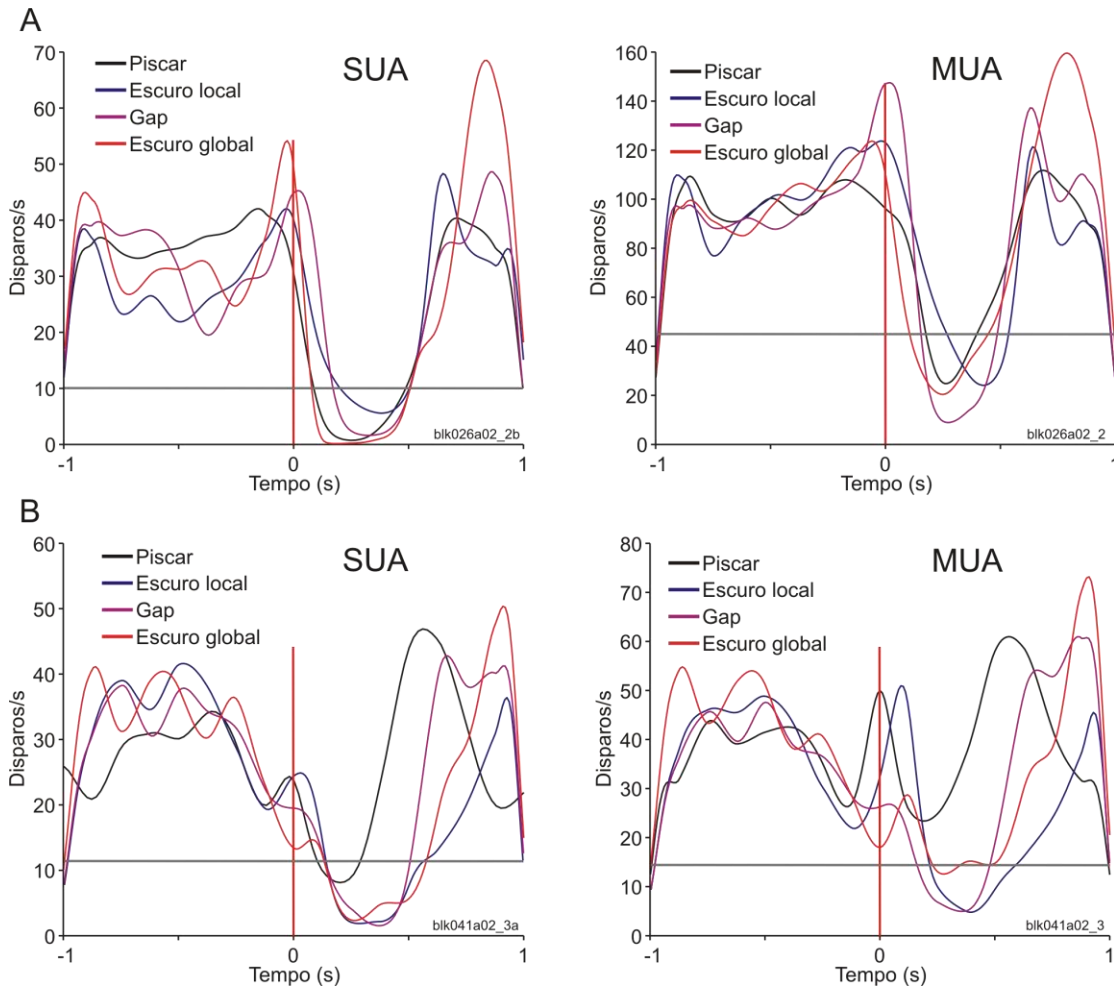 A
SUA
Piscar
Escuro local
Gap
Escuro global
Disparos/s
70
60
50
40
30
20
10
0
-1
0
1
Tempo (s)
blk026a02_2b
MUA
Piscar
Escuro local
Gap
Escuro global
Disparos/s
160
140
120
100
80
60
40
20
0
-1
0
1
Tempo (s)
blk026a02_2
B
SUA
Piscar
Escuro local
Gap
Escuro global
Disparos/s
60
50
40
30
20
10
0
-1
0
1
Tempo (s)
blk041a02_3a
MUA
Piscar
Escuro local
Gap
Escuro global
Disparos/s
80
70
60
50
40
30
20
10
0
-1
0
1
Tempo (s)
blk041a02_3